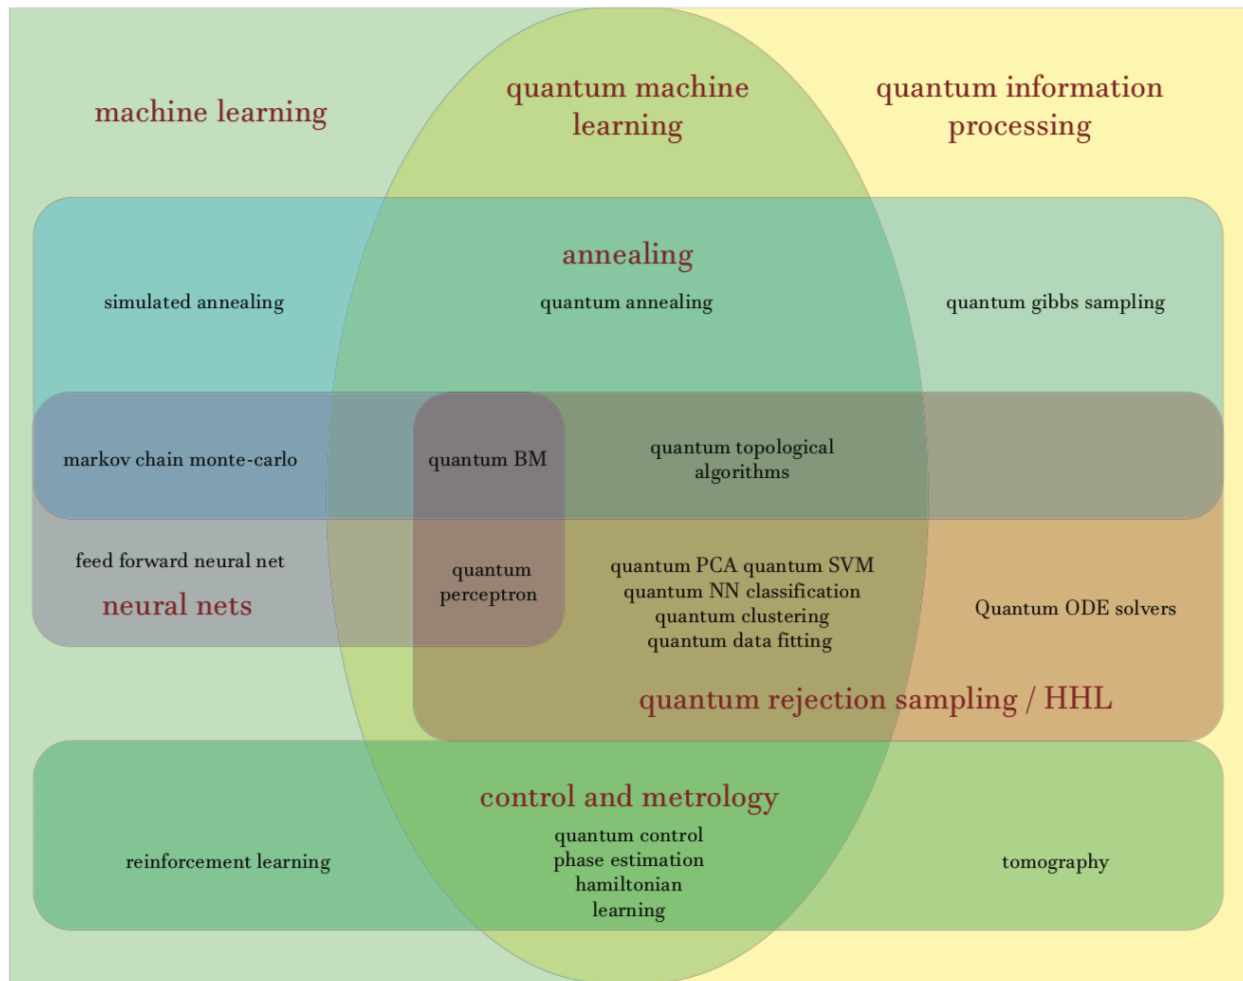 machine learning
quantum machine
learning
quantum information
processing
annealing
simulated annealing
quantum annealing
quantum gibbs sampling
markov chain monte-carlo
quantum BM
quantum topological
algorithms
feed forward neural net
neural nets
quantum
perceptron
quantum PCA quantum SVM
quantum NN classification
quantum clustering
quantum data fitting
Quantum ODE solvers
quantum rejection sampling / HHL
control and metrology
reinforcement learning
quantum control
phase estimation
hamiltonian
learning
tomography